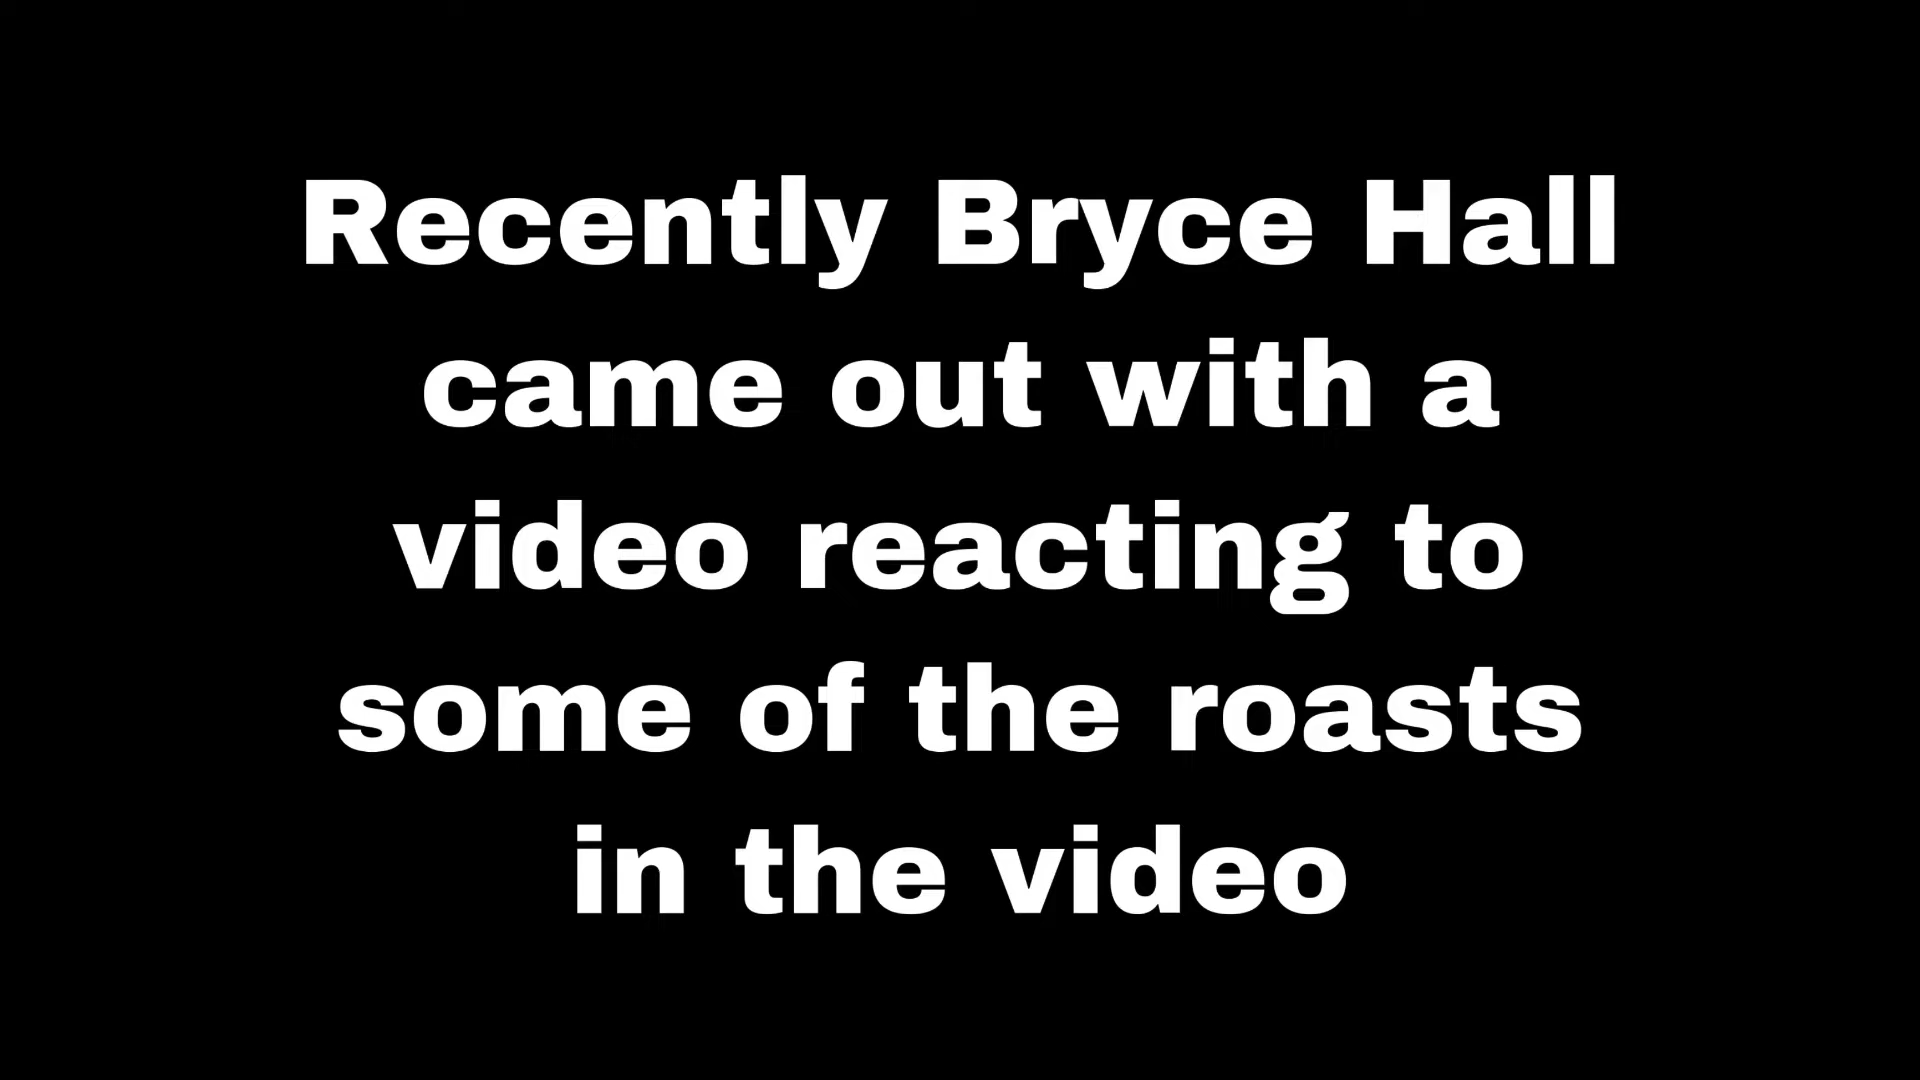 Recently Bryce Hall
came out with a
video reacting to
some of the roasts
in the video